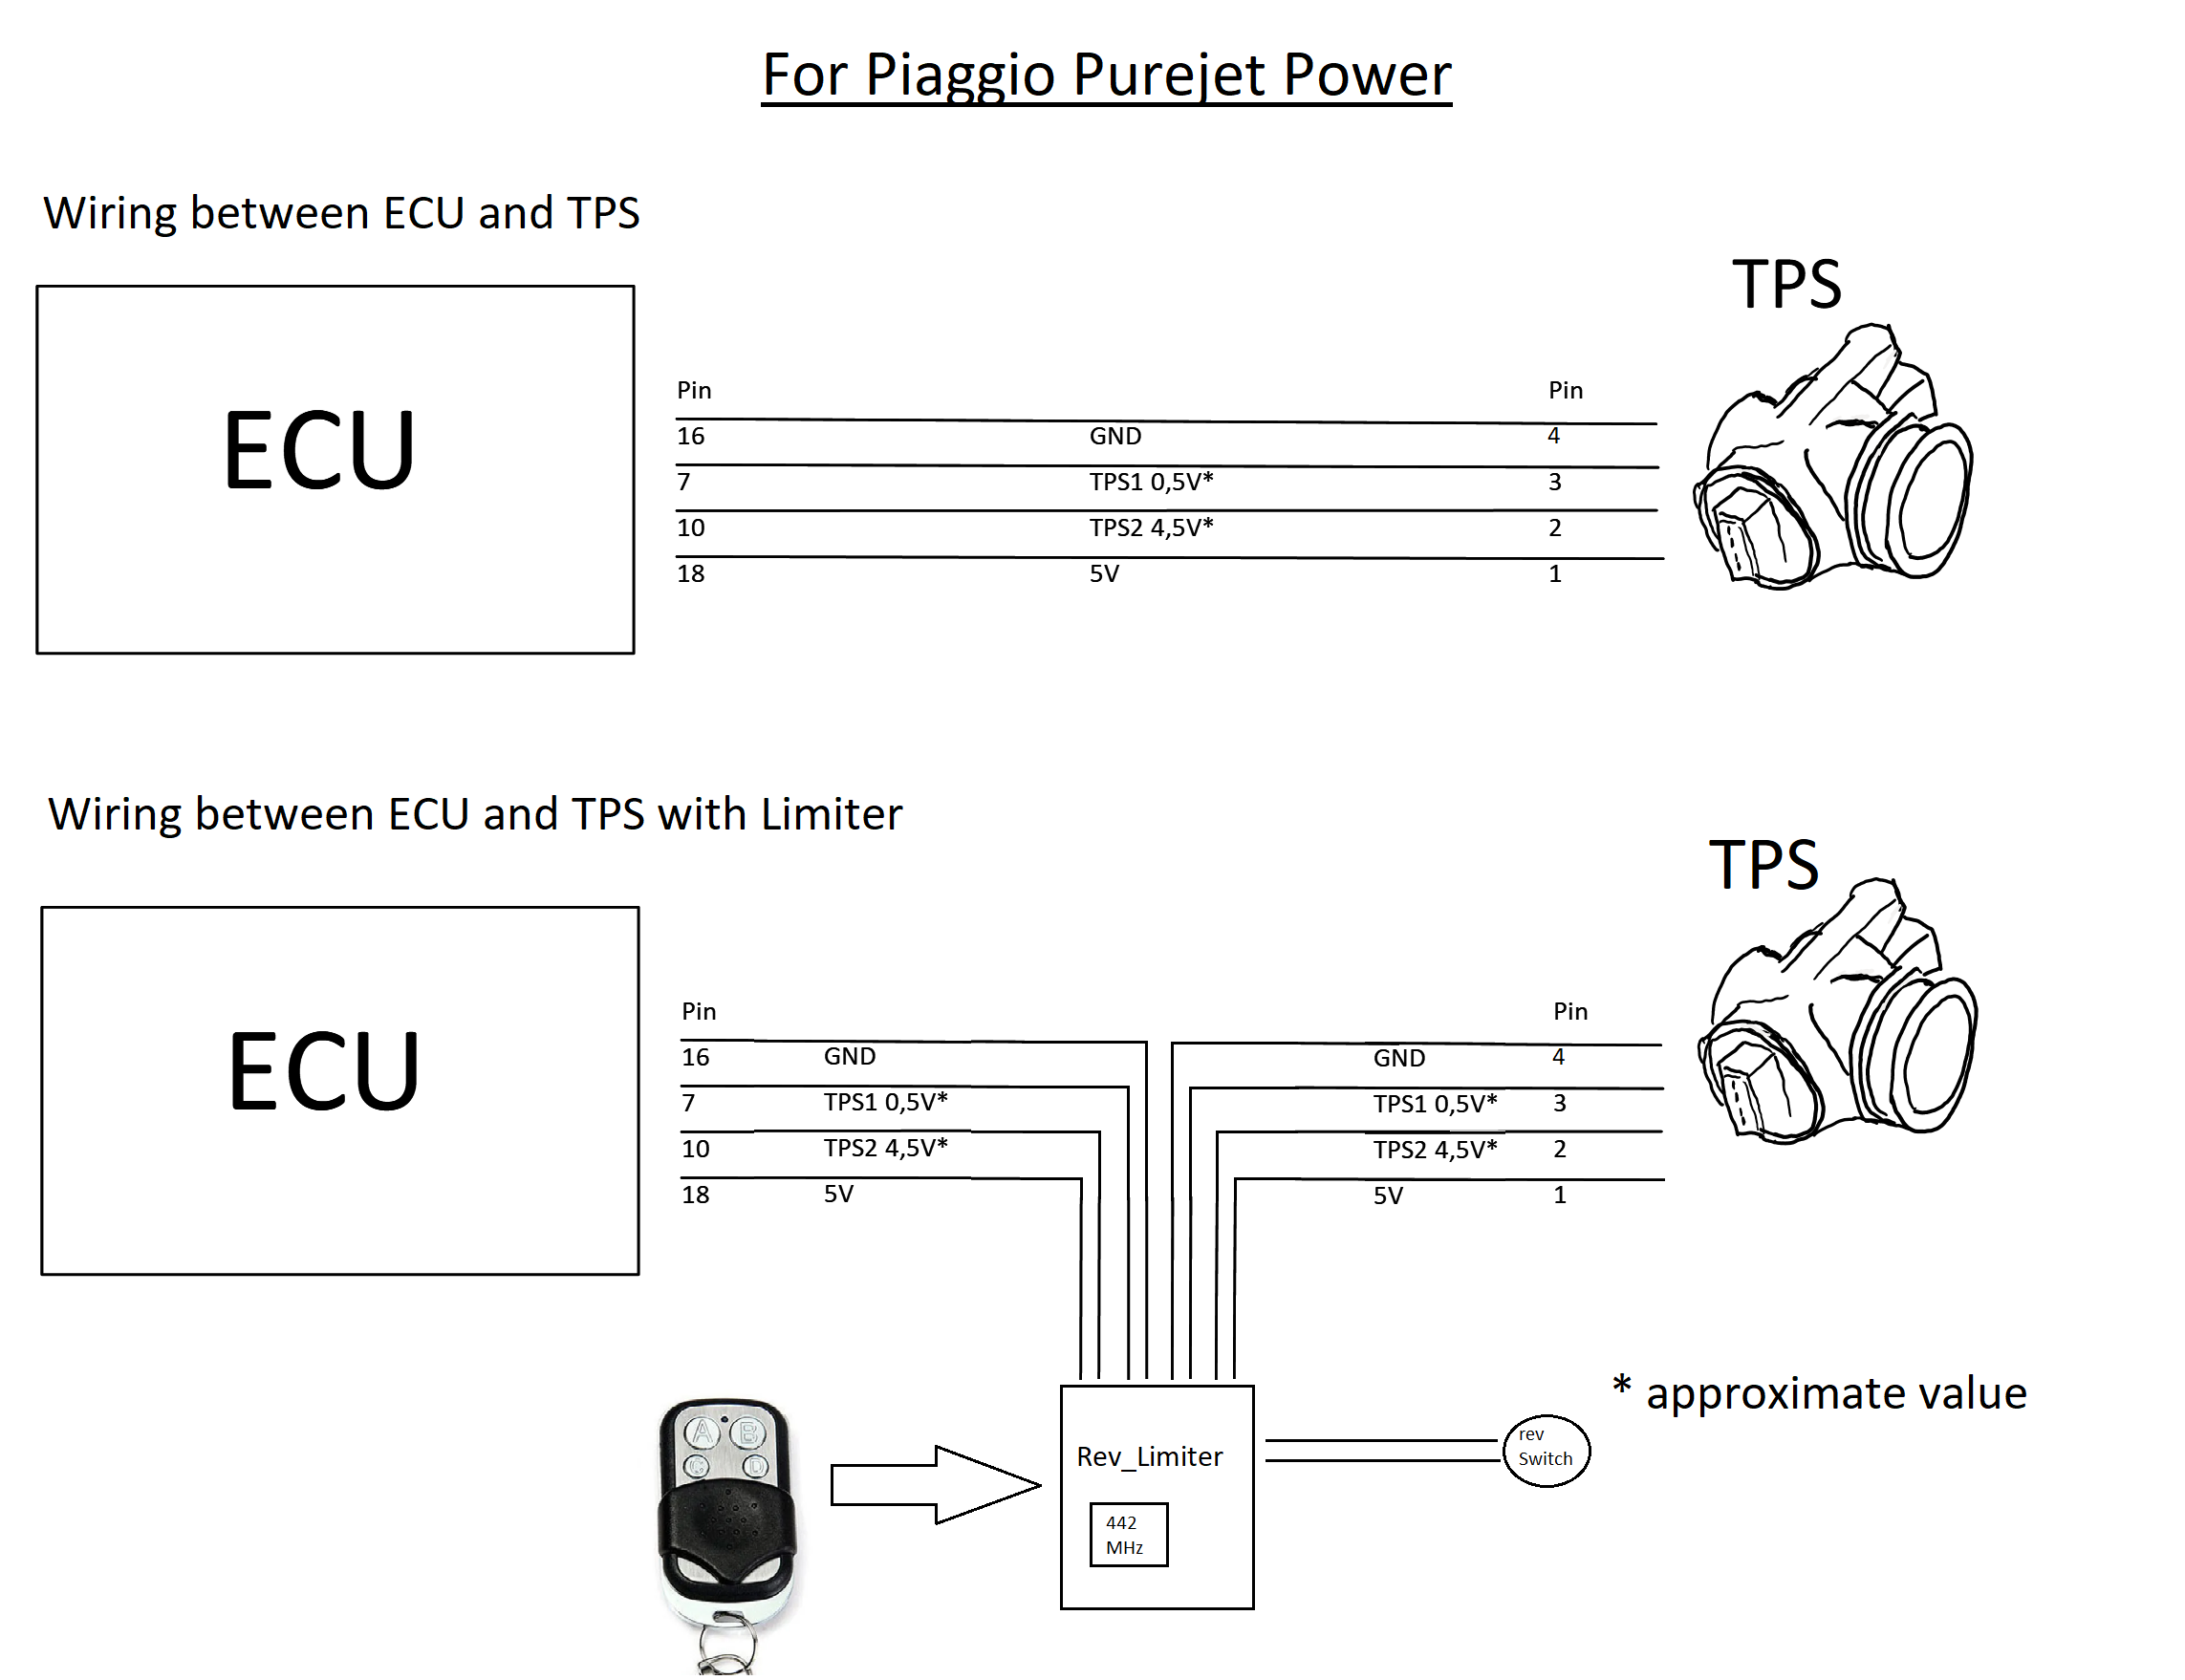 For Piaggio Purejet Power
Wiring between ECU and TPS
TPS
ECU
Pin Pin
16 GND 4
7 TPS1 0,5V* 3
10 TPS2 4,5V* 2
18 5V 1
Wiring between ECU and TPS with Limiter
TPS
ECU
Pin Pin
16 GND GND 4
7 TPS1 0,5V* TPS1 0,5V* 3
10 TPS2 4,5V* TPS2 4,5V* 2
18 5V 5V 1
* approximate value
A B
C D
Rev_Limiter
442
MHz
rev
Switch